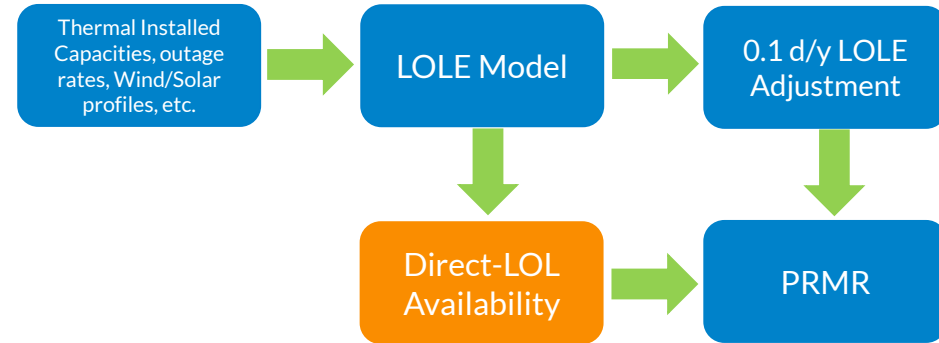 Thermal Installed
Capacities, outage
rates, Wind/Solar
profiles, etc.
LOLE Model
0.1 d/y LOLE
Adjustment
Direct-LOL
Availability
PRMR